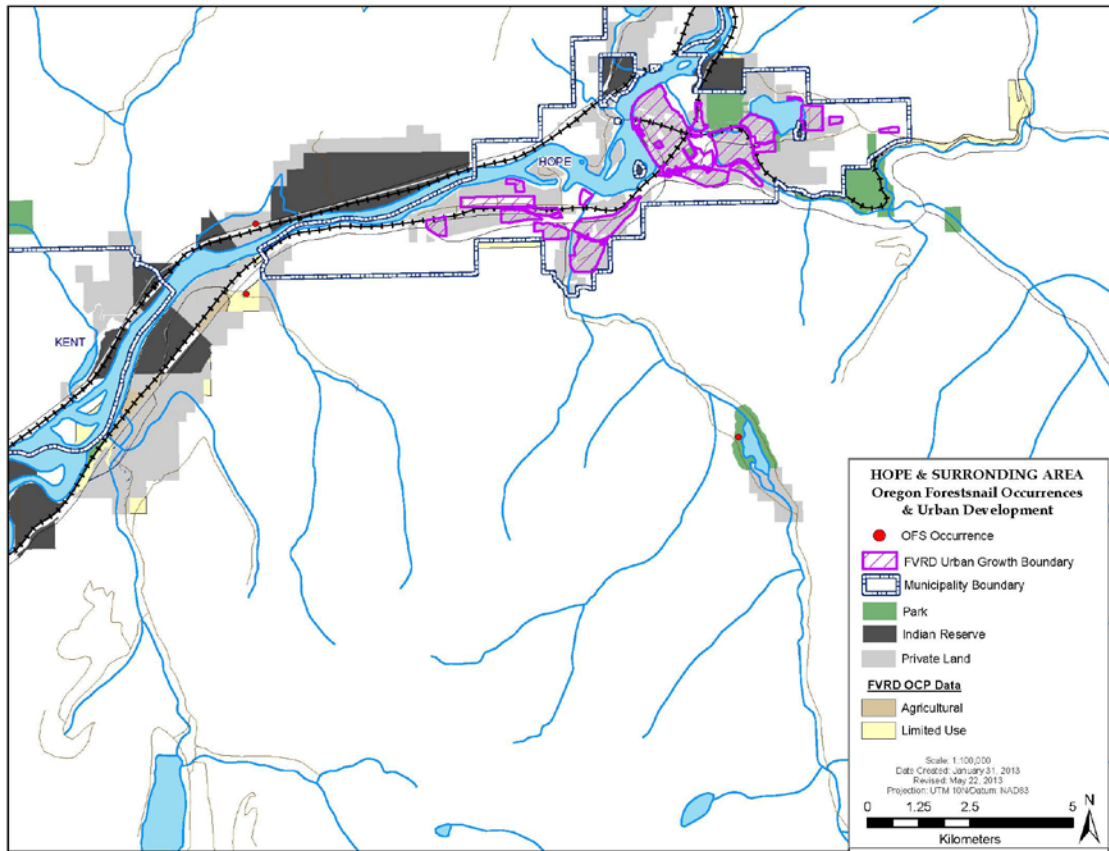 HOPE
KENT
HOPE & SURRONDING AREA
Oregon Forestsnail Occurrences
& Urban Development
OFS Occurrence
FVRD Urban Growth Boundary
Municipality Boundary
Park
Indian Reserve
Private Land
FVRD OCP Data
Agricultural
Limited Use
Scale: 1:100,000
Date Created: January 31, 2013
Revised: May 22, 2013
Projection: UTM 10N/Datum: NAD83
N
0 1.25 2.5 5
Kilometers